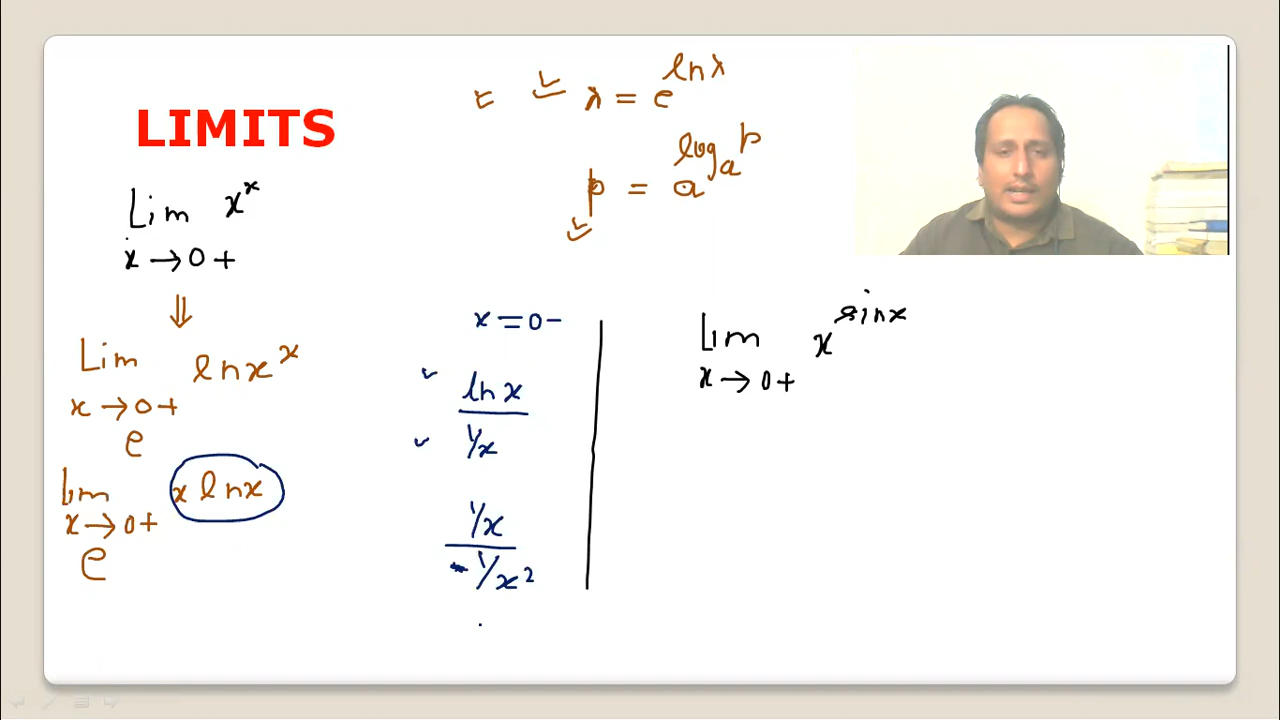 LIMITS
x = e^{ln x}
p = a^{log_a p}
Lim x^x
x → 0+
⇓
Lim ln x^x
x → 0+
e
Lim x ln x
x → 0+
e
x = 0-
ln x
1/x
1/x
- 1/x^2
Lim x^{sin x}
x → 0+